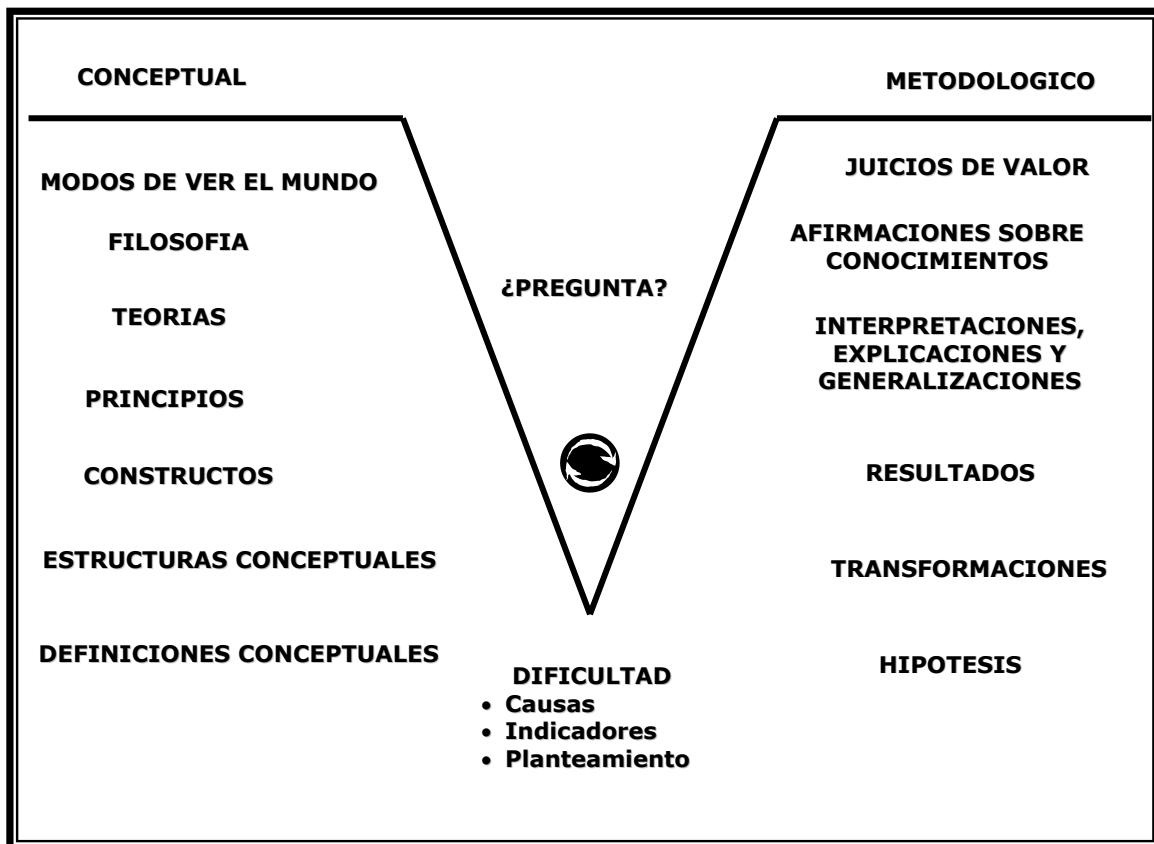 CONCEPTUAL
MODOS DE VER EL MUNDO
FILOSOFIA
TEORIAS
PRINCIPIOS
CONSTRUCTOS
ESTRUCTURAS CONCEPTUALES
DEFINICIONES CONCEPTUALES
¿PREGUNTA?
DIFICULTAD
• Causas
• Indicadores
• Planteamiento
METODOLOGICO
JUICIOS DE VALOR
AFIRMACIONES SOBRE
CONOCIMIENTOS
INTERPRETACIONES,
EXPLICACIONES Y
GENERALIZACIONES
RESULTADOS
TRANSFORMACIONES
HIPOTESIS